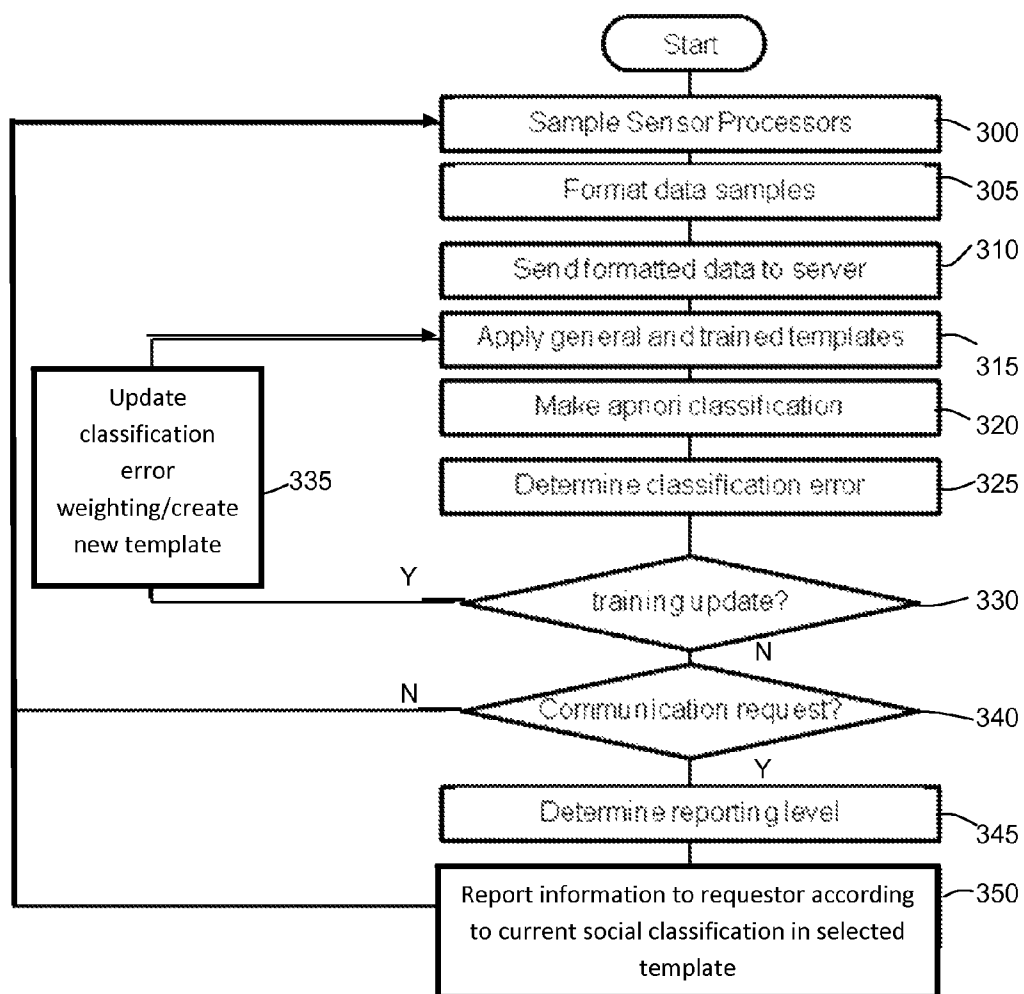 Start
Sample Sensor Processors
300
Format data samples
305
Send formatted data to server
310
Apply general and trained templates
315
Make apriori classification
320
Determine classification error
325
Update
classification
error
weighting/create
new template
335
Y
training update?
330
N
N
Communication request?
340
Y
Determine reporting level
345
Report information to requestor according
to current social classification in selected
template
350